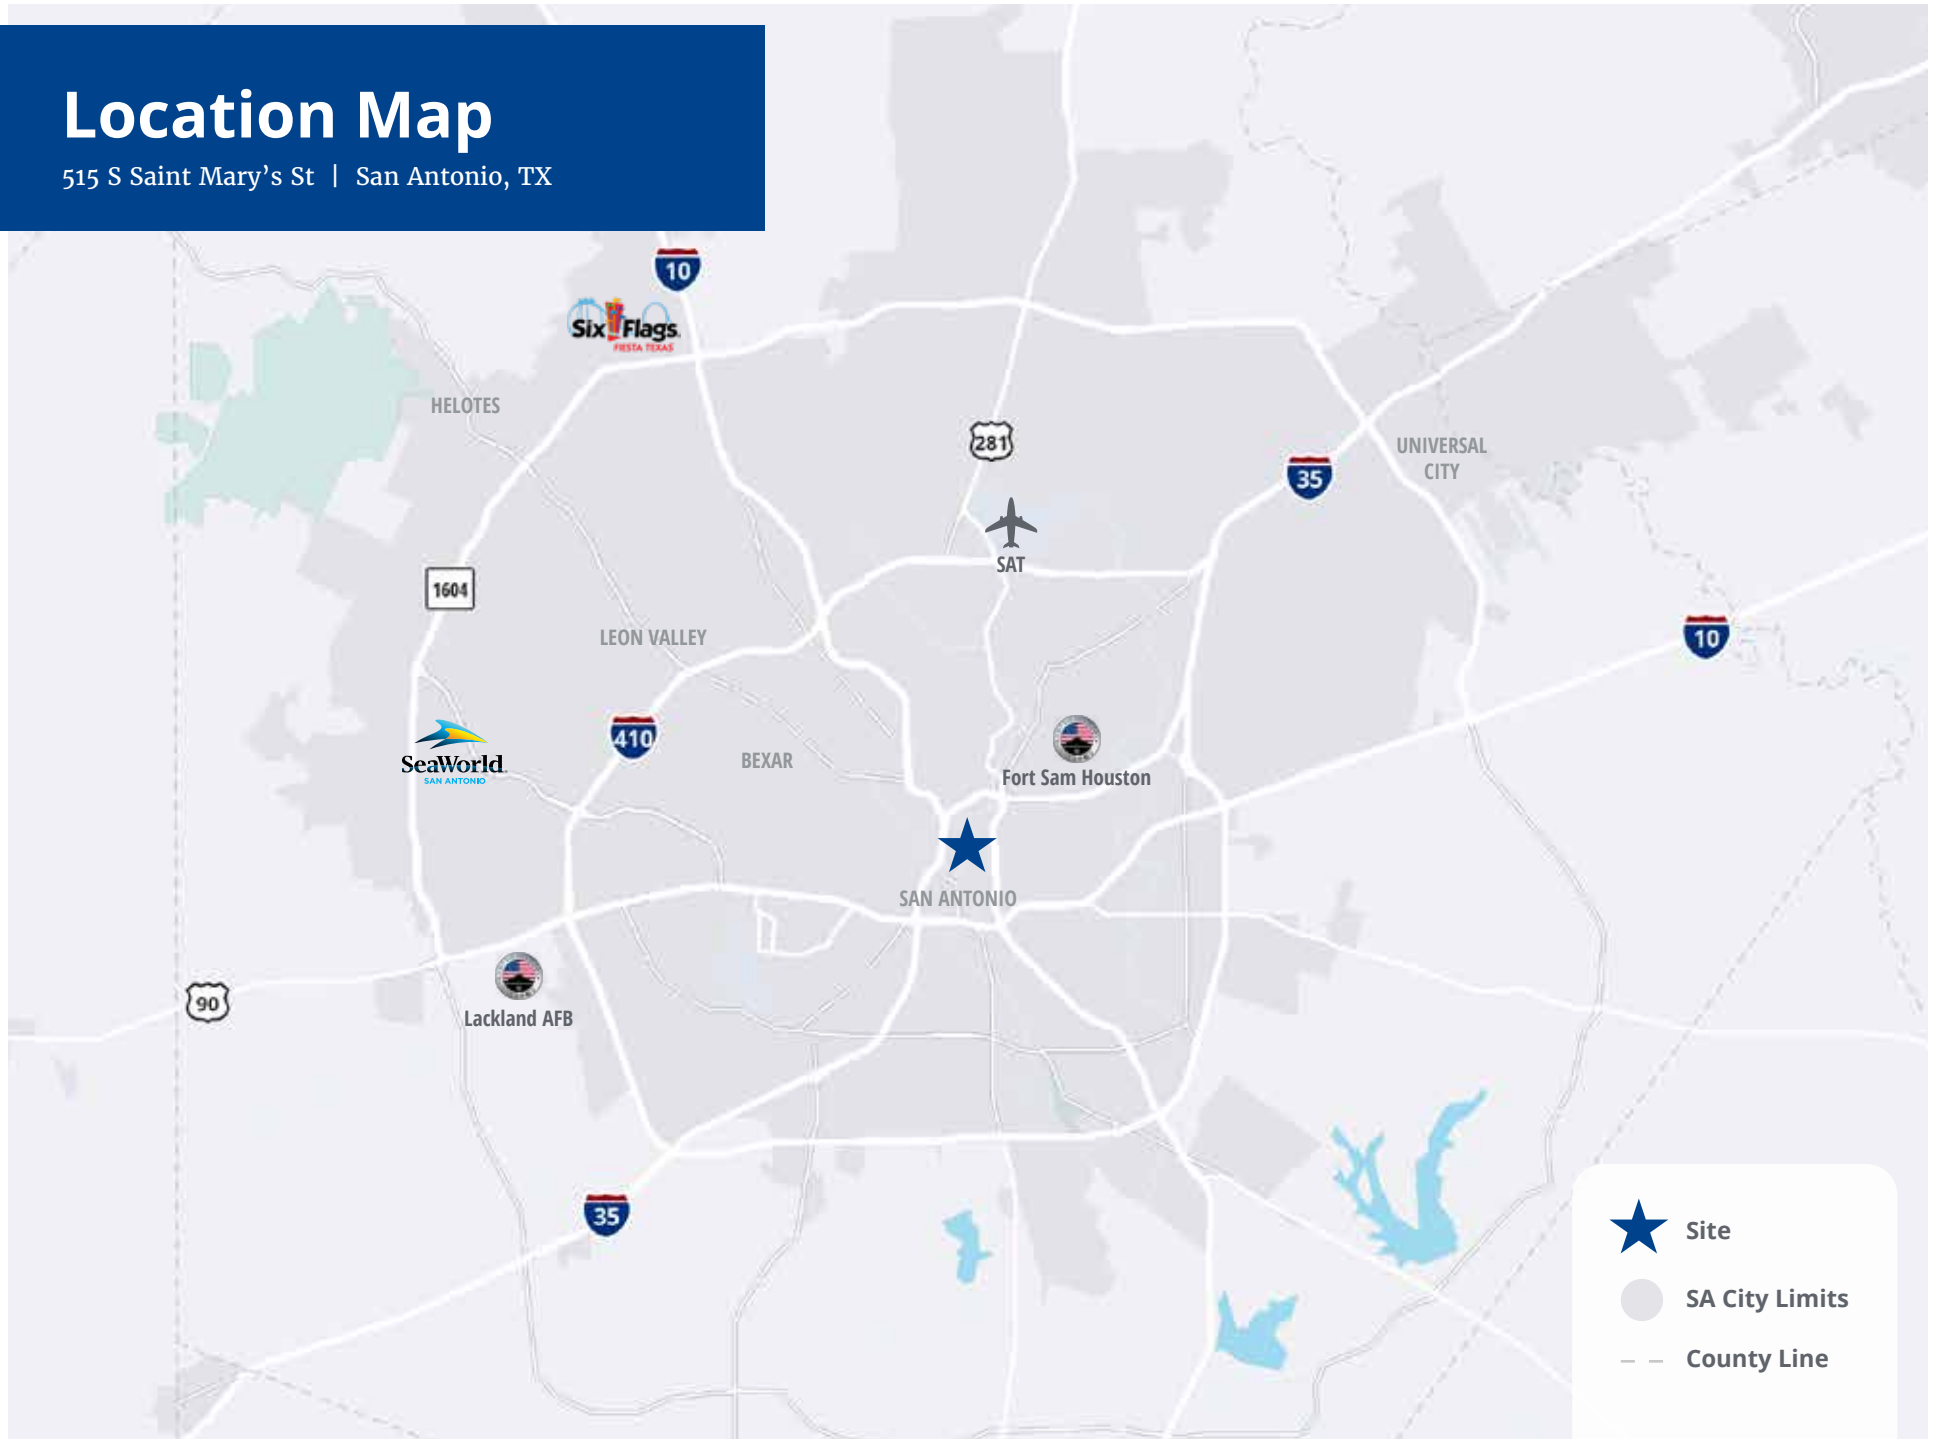 Location Map
515 S Saint Mary's St | San Antonio, TX
10
Six Flags
FIESTA TEXAS
HELOTES
281
UNIVERSAL
CITY
35
SAT
1604
LEON VALLEY
10
410
SeaWorld
SAN ANTONIO
BEXAR
Fort Sam Houston
SAN ANTONIO
90
Lackland AFB
35
Site
SA City Limits
County Line